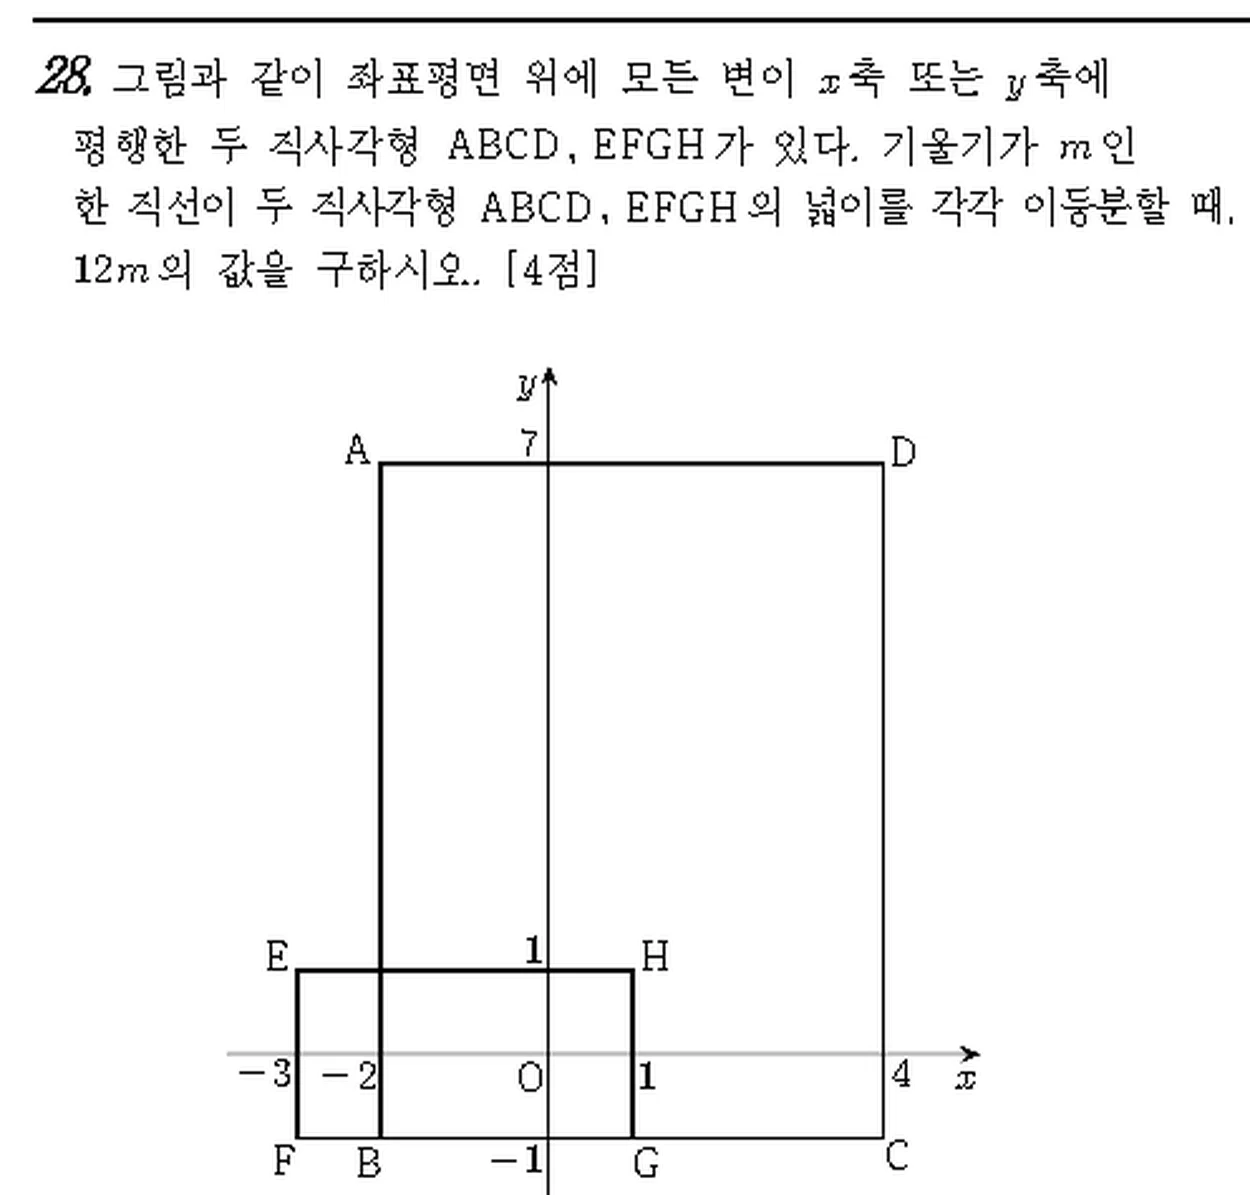 28. 그림과 같이 좌표평면 위에 모든 변이 x축 또는 y축에
평행한 두 직사각형 ABCD, EFGH가 있다. 기울기가 m인
한 직선이 두 직사각형 ABCD, EFGH의 넓이를 각각 이등분할 때,
12m의 값을 구하시오.. [4점]
y
A 7 D
E 1 H
-3 -2 O 1 4 x
F B -1 G C